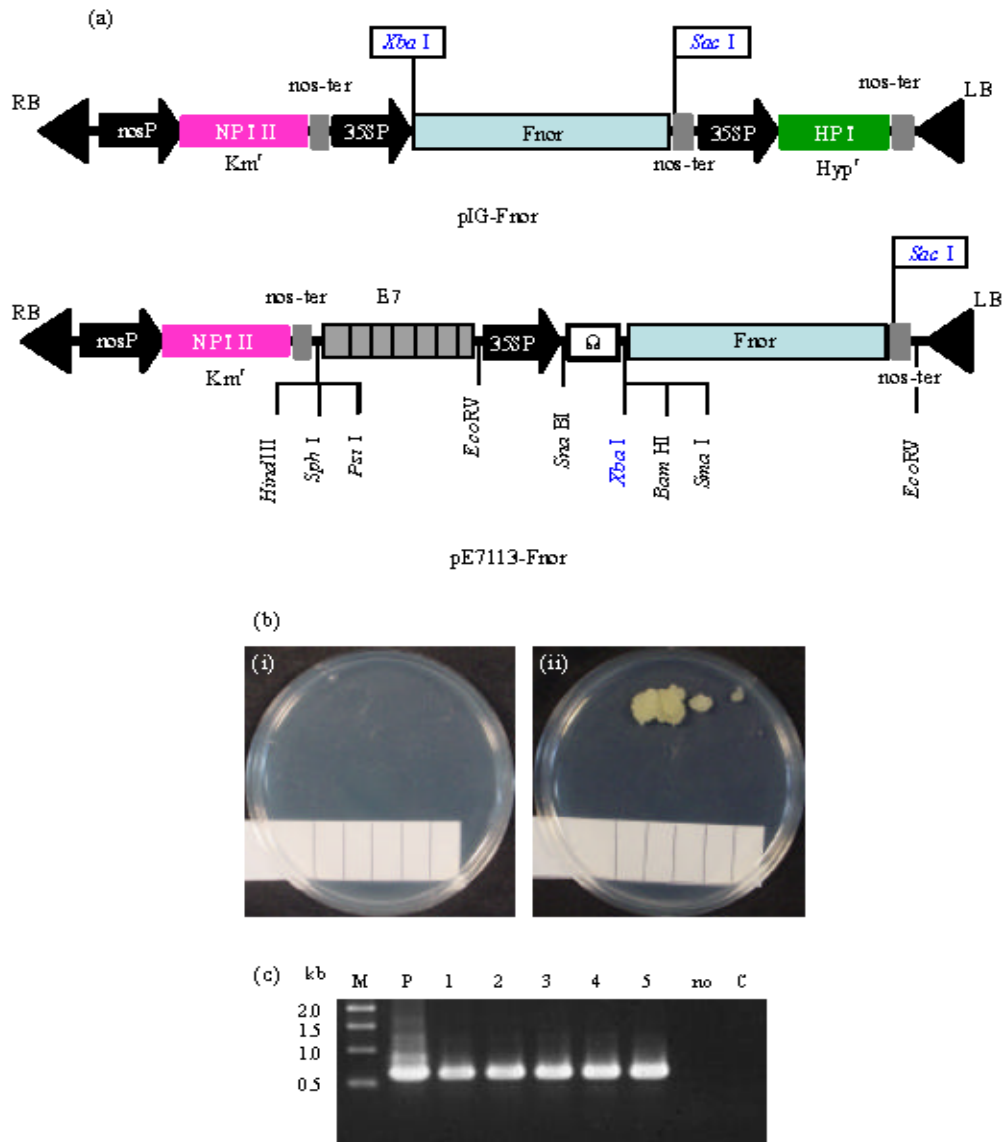 (a)
Xba I
Sac I
nos-ter
nos-ter
RB
LB
nosP
NPI II
35SP
Fnor
35SP
HPI
Km^r
nos-ter
Hyp^r
pIG-Fnor
Sac I
E7
nos-ter
RB
LB
nosP
NPI II
35SP
Ω
Fnor
Km^r
nos-ter
HindIII
Sph I
Pst I
EcoRV
Sna BI
Xba I
Bam HI
Sma I
EcoRV
pE7113-Fnor
(b)
(i)
(ii)
(c) kb M P 1 2 3 4 5 no C
2.0
1.5
1.0
0.5